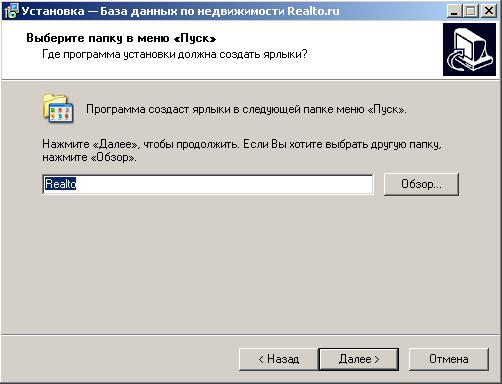 Установка — База данных по недвижимости Realto.ru
Выберите папку в меню «Пуск»
Где программа установки должна создать ярлыки?
Программа создаст ярлыки в следующей папке меню «Пуск».
Нажмите «Далее», чтобы продолжить. Если Вы хотите выбрать другую папку,
нажмите «Обзор».
Realto
Обзор...
< Назад
Далее >
Отмена